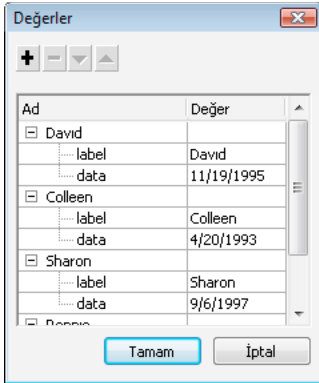 Değerler
Ad Değer
David
label David
data 11/19/1995
Colleen
label Colleen
data 4/20/1993
Sharon
label Sharon
data 9/6/1997
Tamam İptal